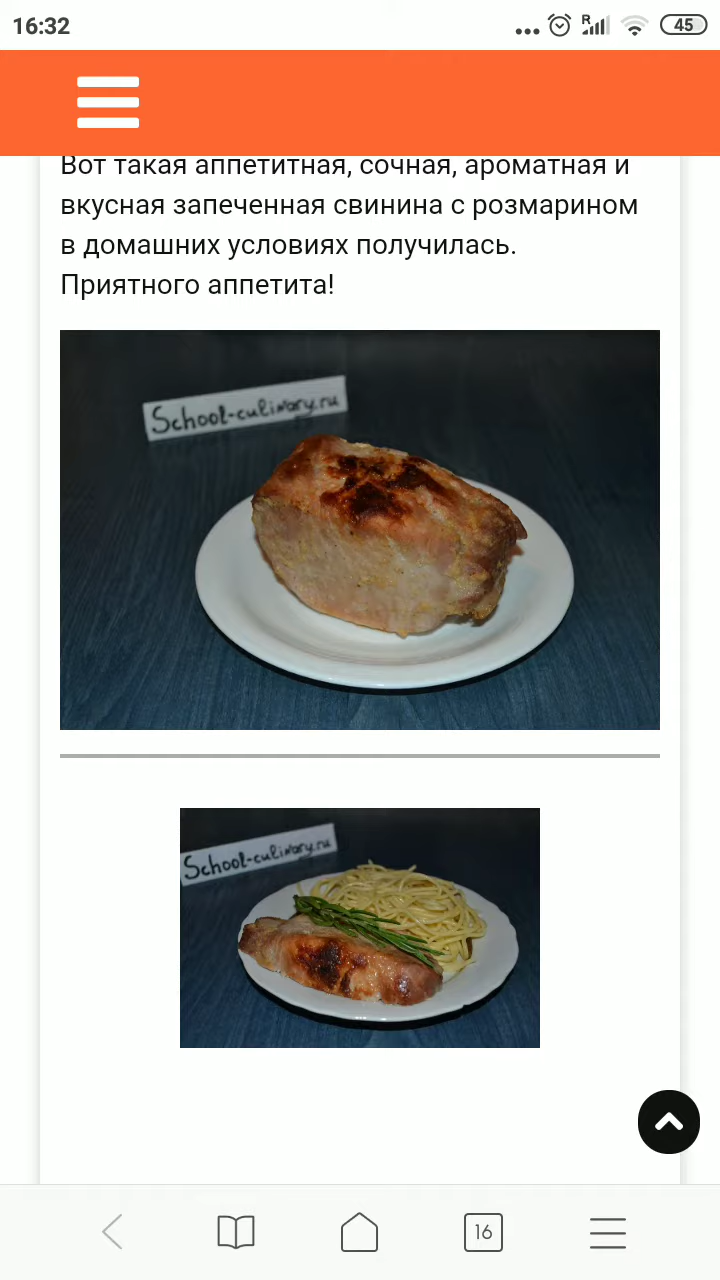 16:32
R
45
Вот такая аппетитная, сочная, ароматная и
вкусная запеченная свинина с розмарином
в домашних условиях получилась.
Приятного аппетита!
School-culinary.ru
School-culinary.ru
16